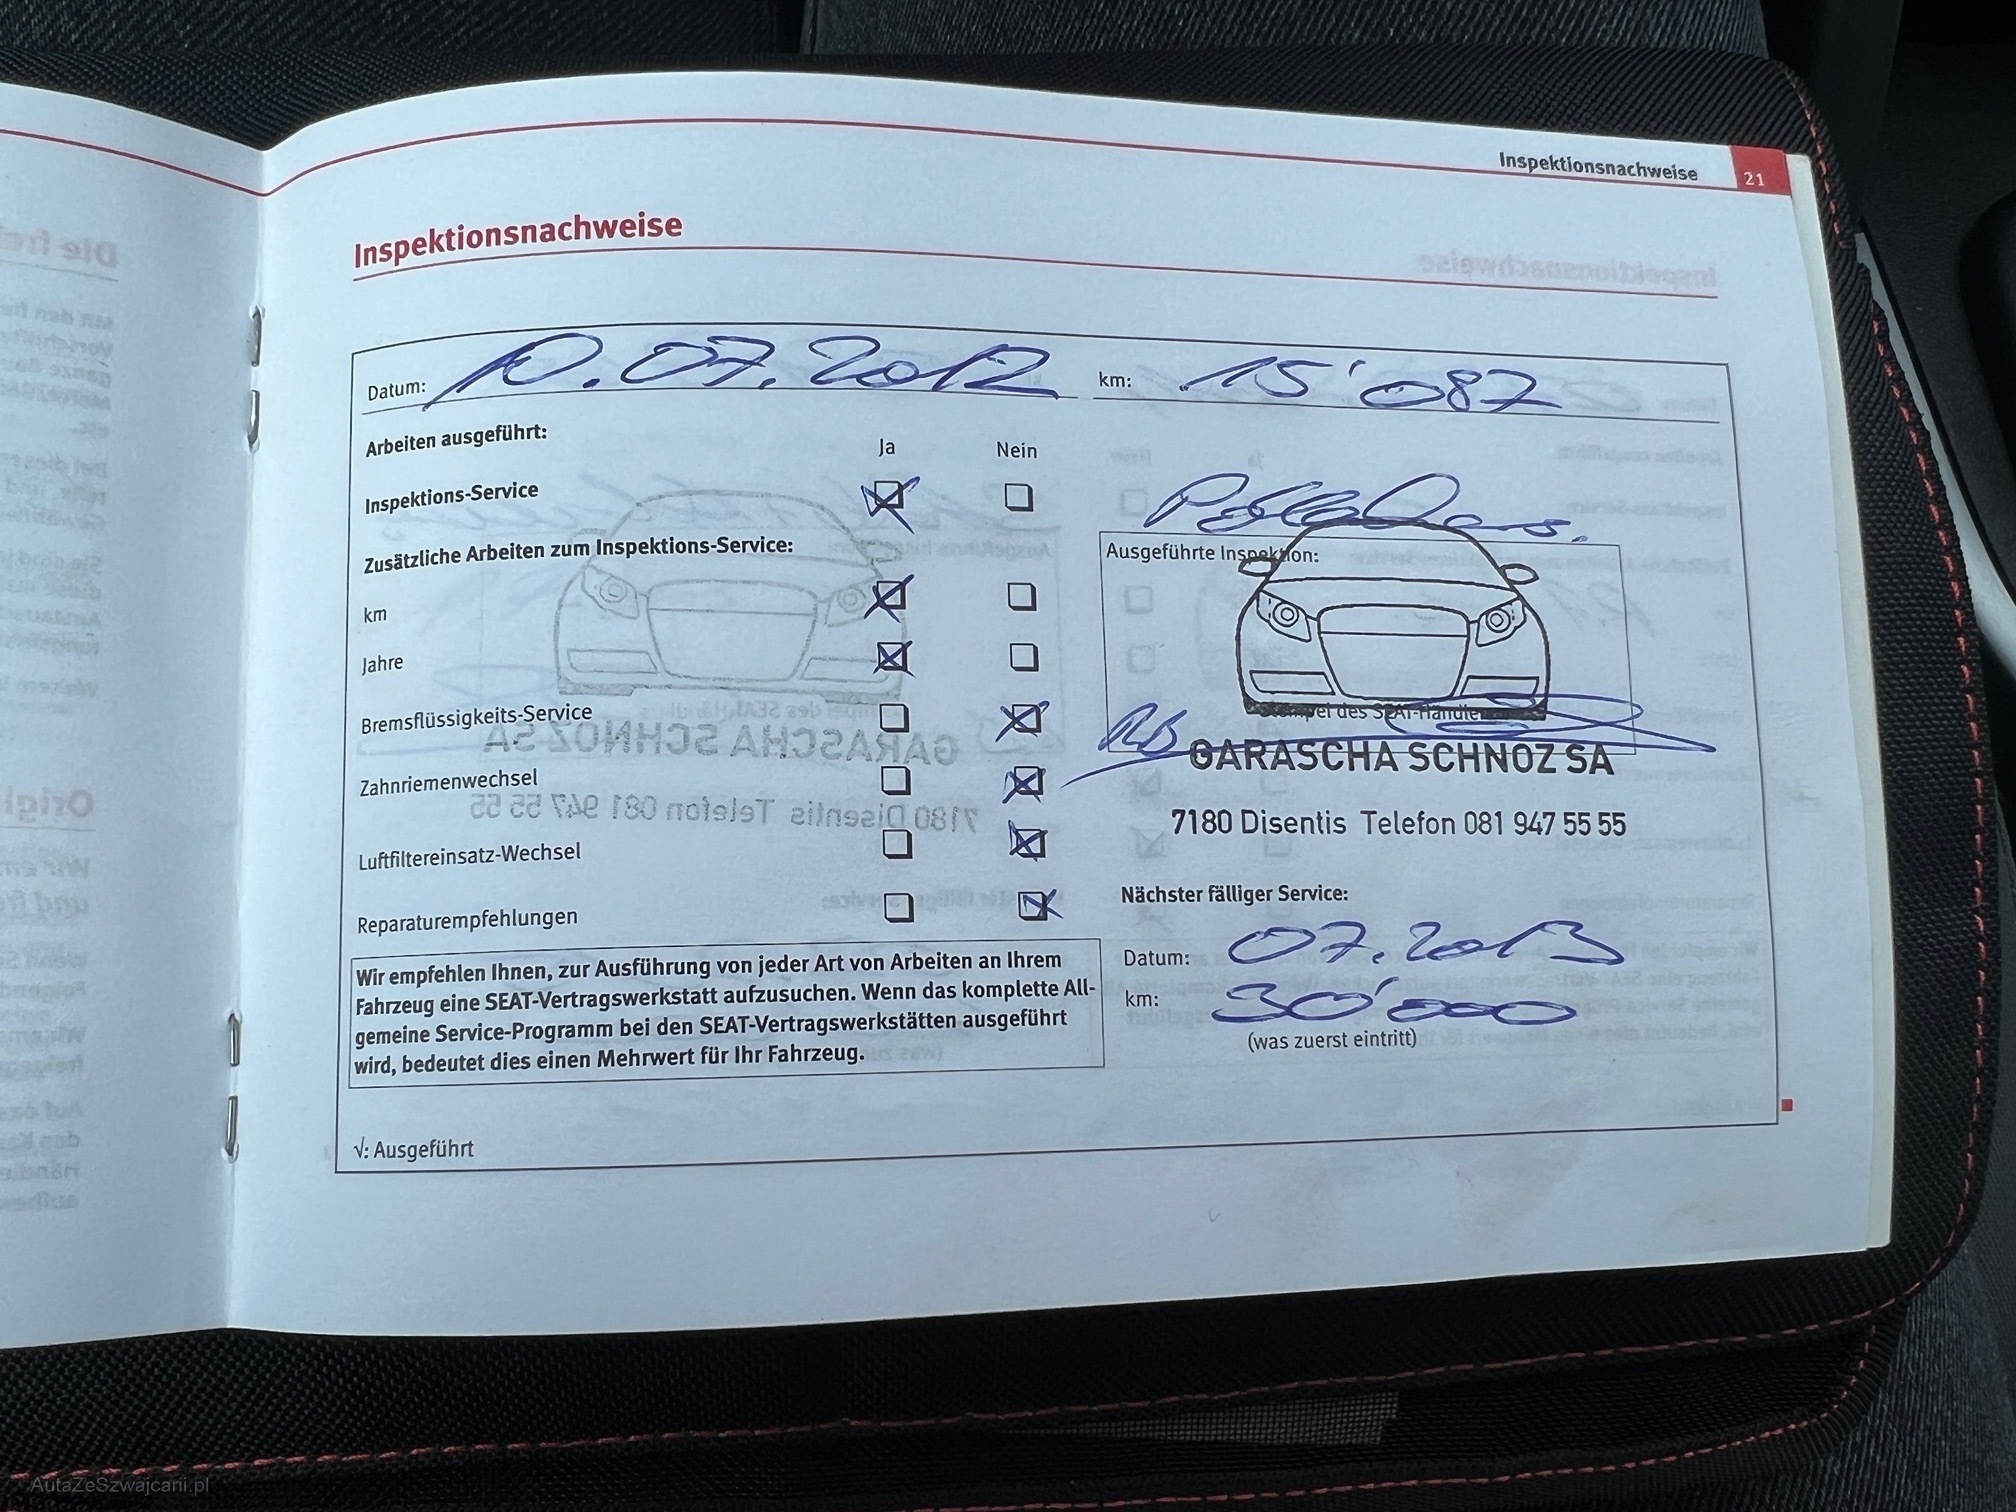 Inspektionsnachweise 21
Inspektionsnachweise
Datum: 10.07.2012 km: 15'087
Arbeiten ausgeführt: Ja Nein
Inspektions-Service
Zusätzliche Arbeiten zum Inspektions-Service:
km
Jahre
Bremsflüssigkeits-Service
Zahnriemenwechsel
Luftfiltereinsatz-Wechsel
Reparaturempfehlungen
Wir empfehlen Ihnen, zur Ausführung von jeder Art von Arbeiten an Ihrem
Fahrzeug eine SEAT-Vertragswerkstatt aufzusuchen. Wenn das komplette All-
gemeine Service-Programm bei den SEAT-Vertragswerkstätten ausgeführt
wird, bedeutet dies einen Mehrwert für Ihr Fahrzeug.
√: Ausgeführt
Ausgeführte Inspektion:
Stempel des SEAT-Händlers
GARASCHA SCHNOZ SA
7180 Disentis Telefon 081 947 55 55
Nächster fälliger Service:
Datum: 07.2013
km: 30'000
(was zuerst eintritt)
AutaZeSzwajcarii.pl